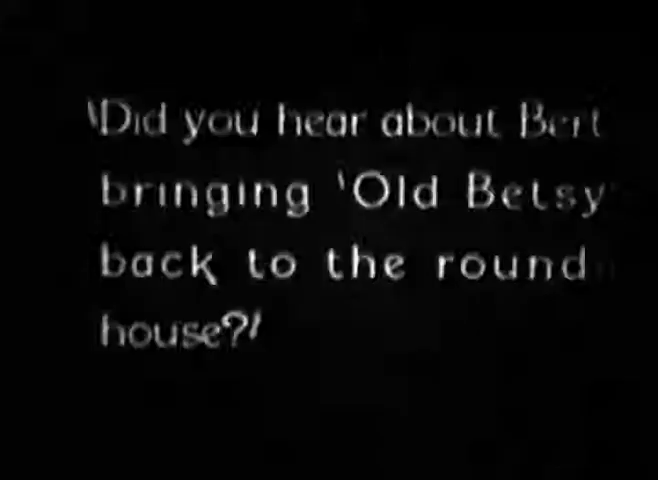 "Did you hear about Bert
bringing 'Old Betsy'
back to the round
house?"